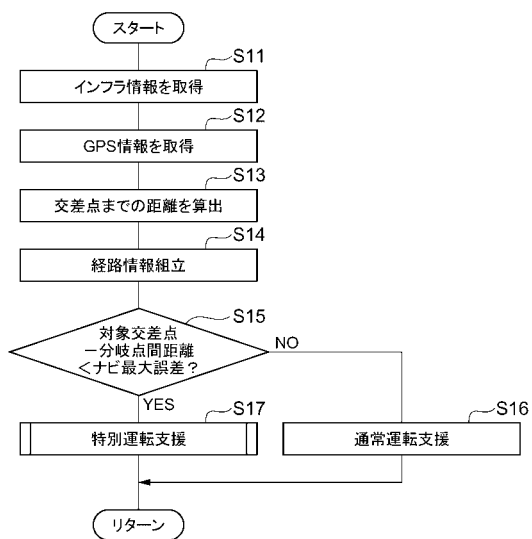 スタート
S11
インフラ情報を取得
S12
GPS情報を取得
S13
交差点までの距離を算出
S14
経路情報組立
S15
対象交差点
－分岐点間距離
＜ナビ最大誤差？
NO
YES
S17
特別運転支援
S16
通常運転支援
リターン